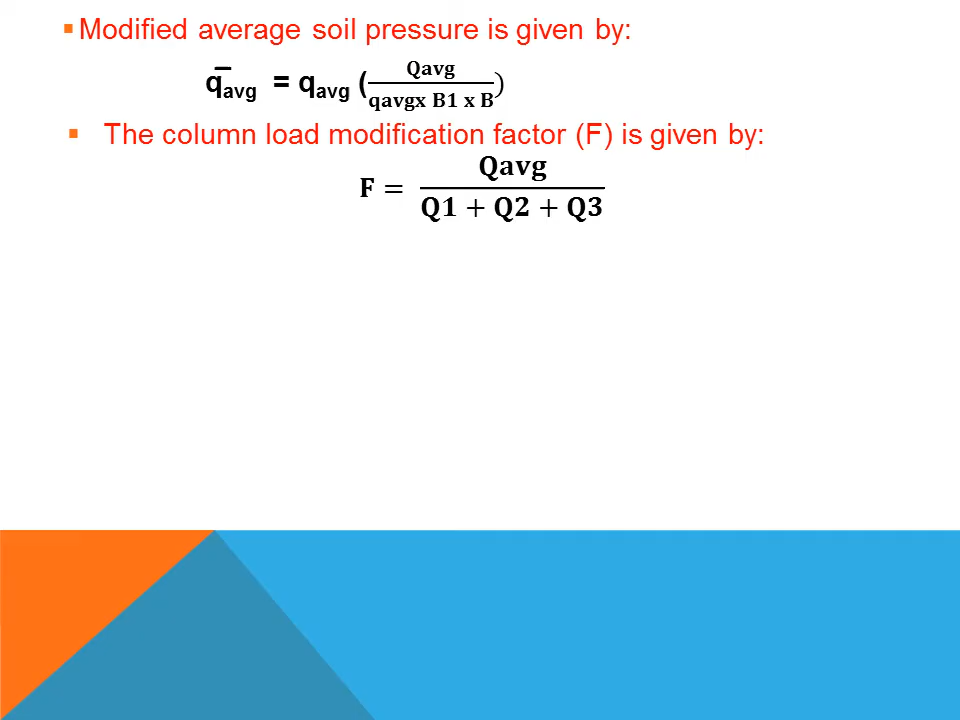 ▪ Modified average soil pressure is given by:
q̅avg = qavg (Qavg / qavgx B1 x B)
▪ The column load modification factor (F) is given by:
F = Qavg / Q1 + Q2 + Q3